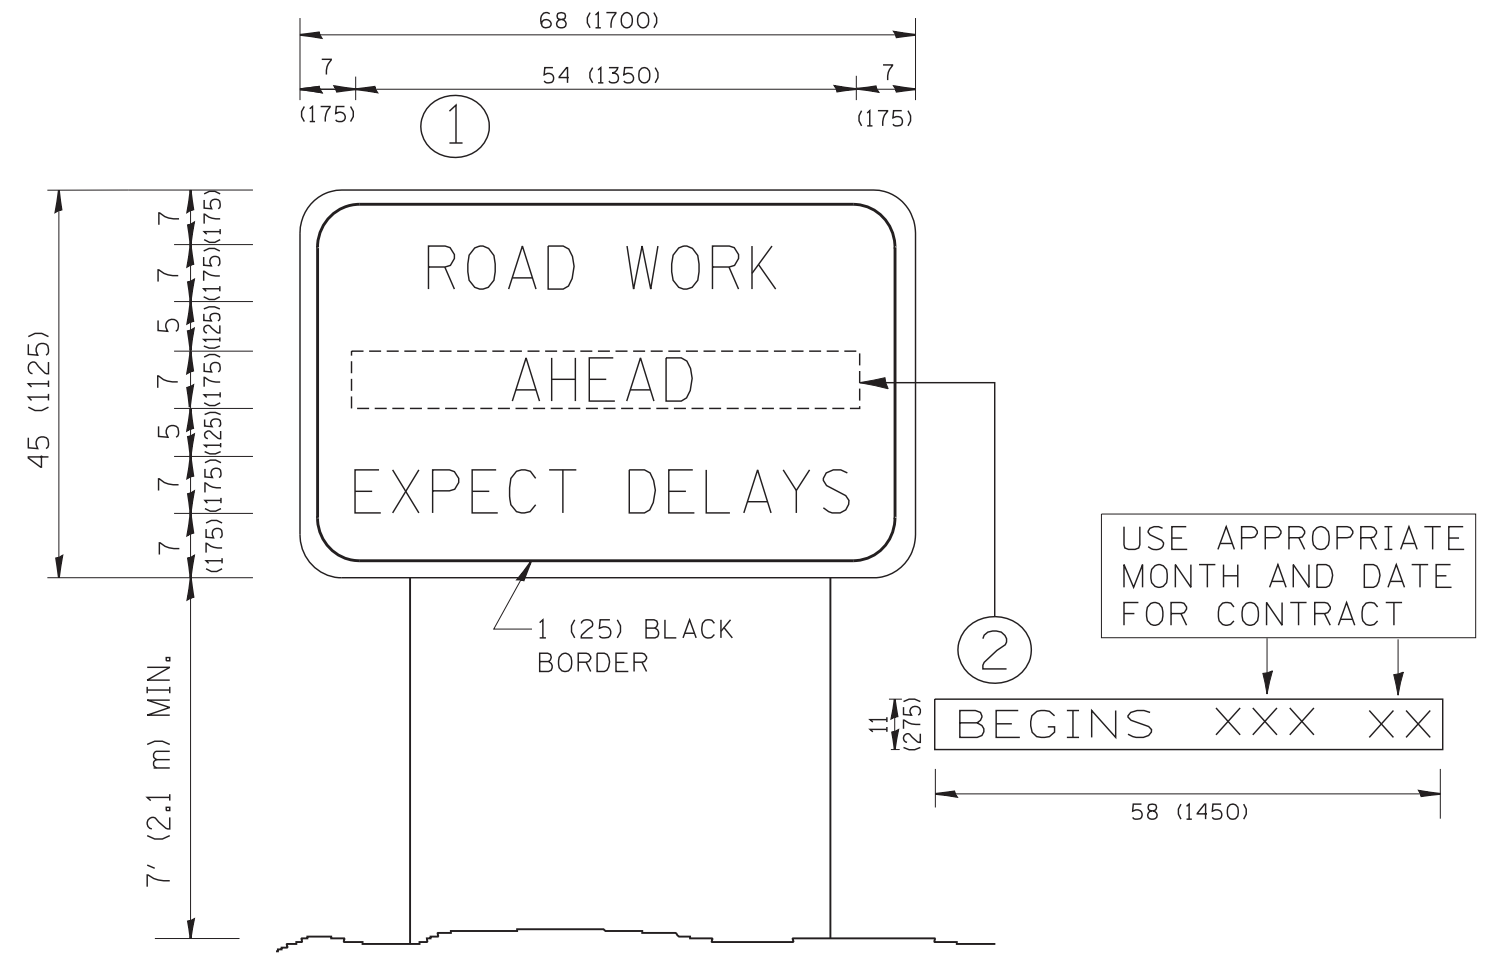 68 (1700)
7
54 (1350)
7
(175)
(175)
1
7
(175)
7
(175)
5
(125)
7
(175)
5
(125)
7
(175)
7
(175)
45 (1125)
ROAD WORK
AHEAD
EXPECT DELAYS
1 (25) BLACK
BORDER
7' (2.1 m) MIN.
USE APPROPRIATE
MONTH AND DATE
FOR CONTRACT
2
11
(275)
BEGINS XXX XX
58 (1450)